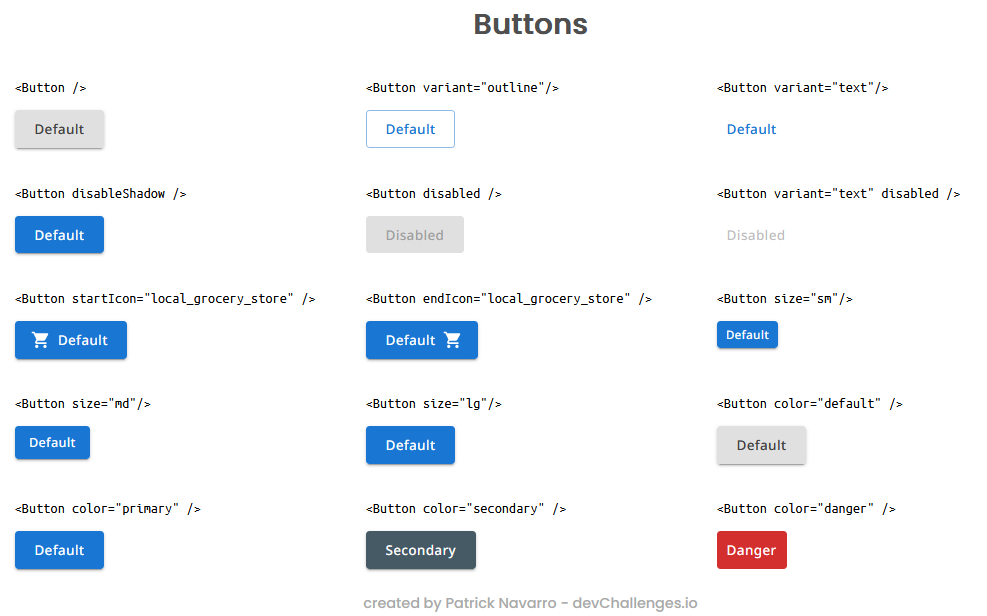 Buttons
<Button />
<Button variant="outline"/>
<Button variant="text"/>
Default
Default
Default
<Button disableShadow />
<Button disabled />
<Button variant="text" disabled />
Default
Disabled
Disabled
<Button startIcon="local_grocery_store" />
<Button endIcon="local_grocery_store" />
<Button size="sm"/>
Default
Default
Default
<Button size="md"/>
<Button size="lg"/>
<Button color="default" />
Default
Default
Default
<Button color="primary" />
<Button color="secondary" />
<Button color="danger" />
Default
Secondary
Danger
created by Patrick Navarro - devChallenges.io